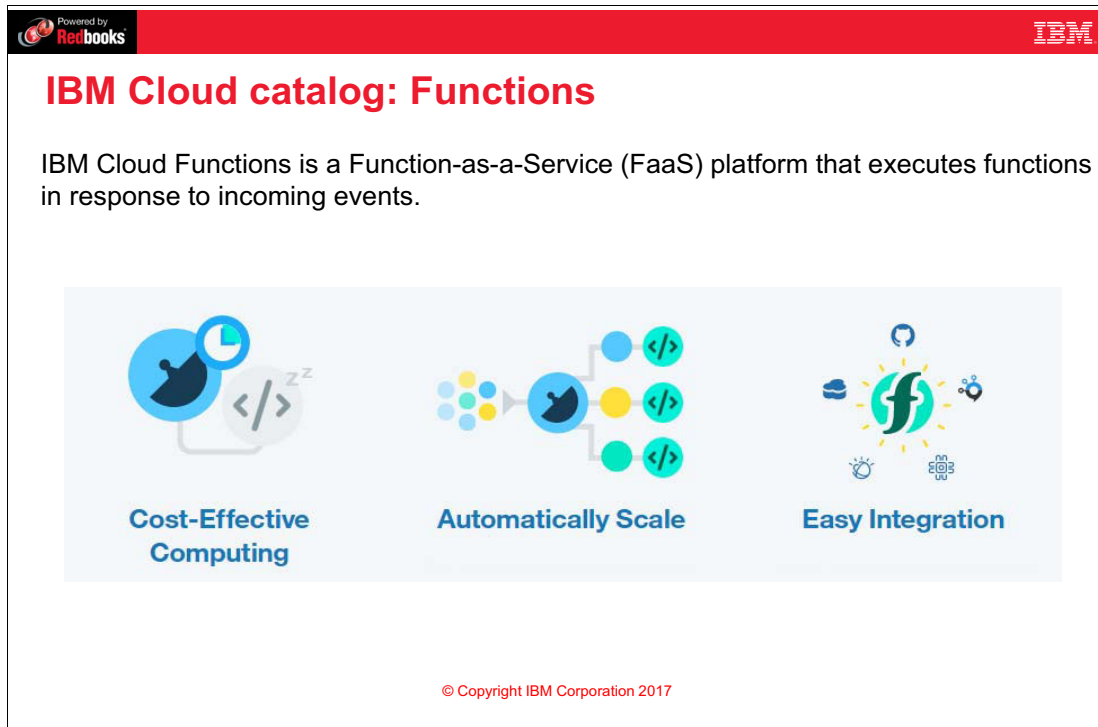 Powered by
Redbooks
IBM
IBM Cloud catalog: Functions
IBM Cloud Functions is a Function-as-a-Service (FaaS) platform that executes functions
in response to incoming events.
</> z z
</>
</>
</>
Cost-Effective
Computing
Automatically Scale
Easy Integration
© Copyright IBM Corporation 2017